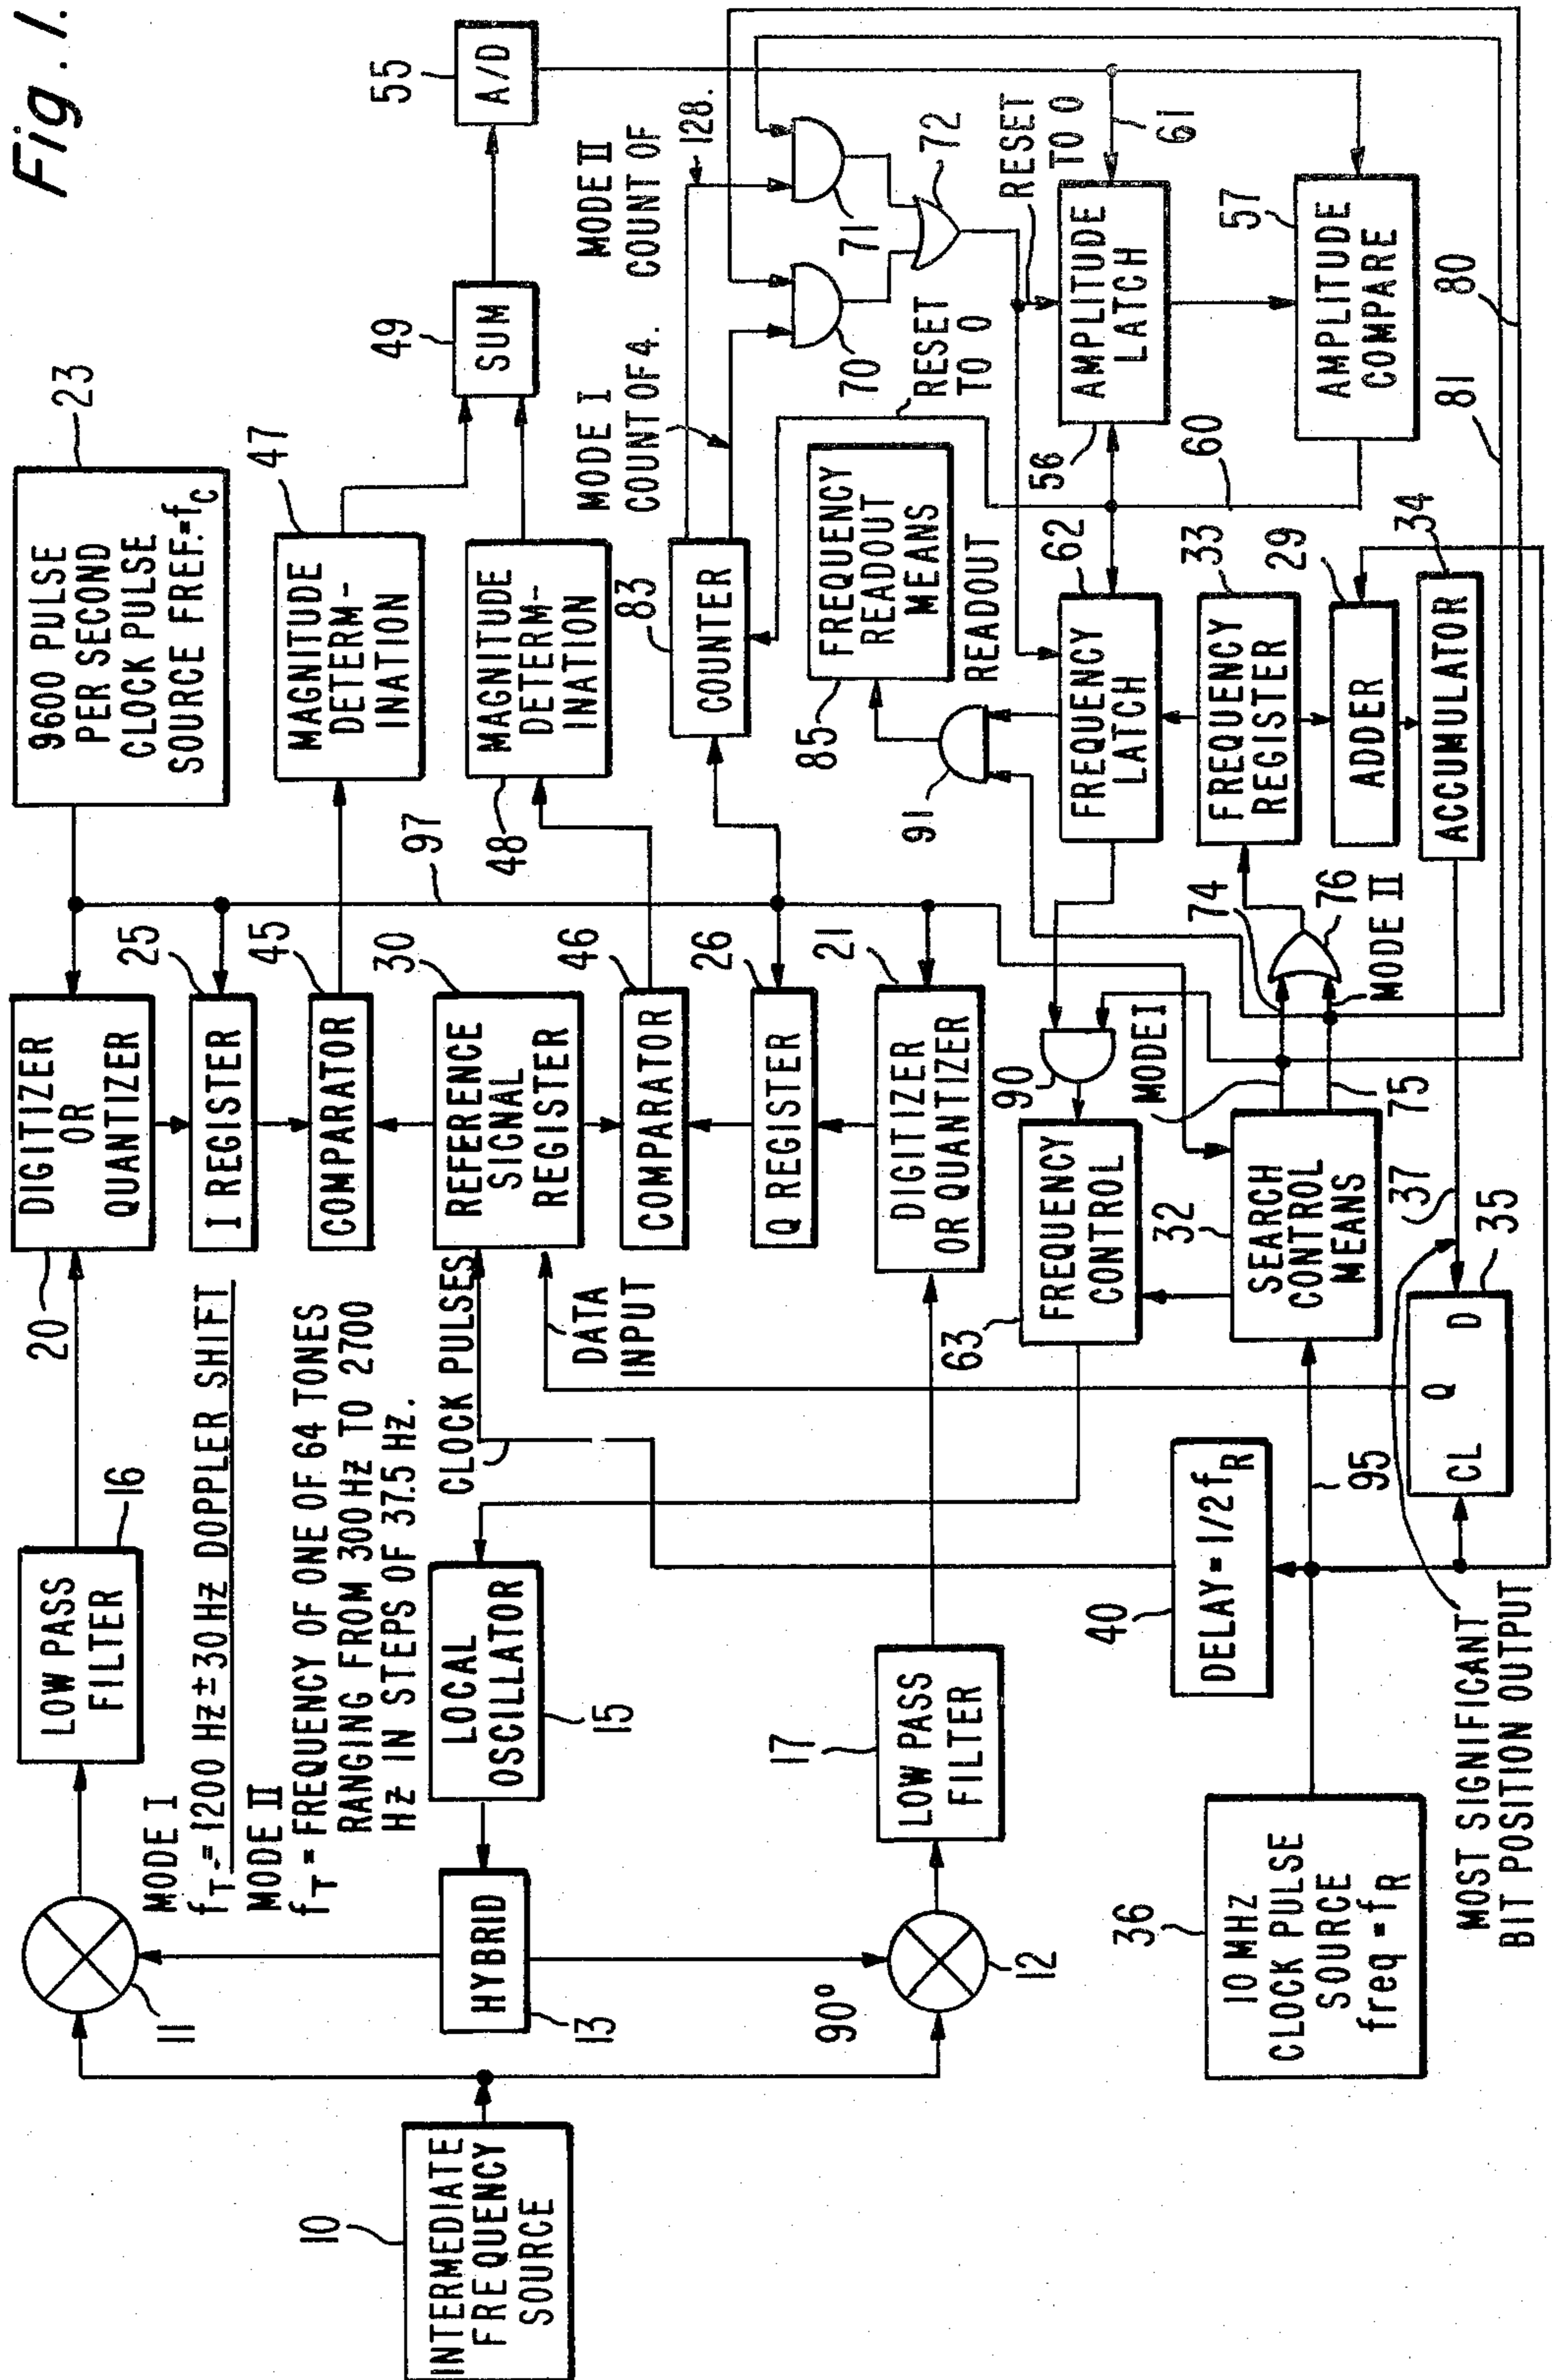 Fig. 1.
10
INTERMEDIATE
FREQUENCY
SOURCE
11
12
90°
HYBRID
13
LOCAL
OSCILLATOR
15
LOW PASS
FILTER
16
17
LOW PASS
FILTER
MODE I
fT = 1200 Hz ± 30 Hz DOPPLER SHIFT
MODE II
fT = FREQUENCY OF ONE OF 64 TONES
RANGING FROM 300 Hz TO 2700
Hz IN STEPS OF 37.5 Hz.
20
DIGITIZER
OR
QUANTIZER
25
I REGISTER
45
COMPARATOR
30
REFERENCE
SIGNAL
REGISTER
CLOCK PULSES
DATA
INPUT
46
COMPARATOR
26
Q REGISTER
21
DIGITIZER
OR QUANTIZER
23
9600 PULSE
PER SECOND
CLOCK PULSE
SOURCE FREF.=fC
97
47
MAGNITUDE
DETERM-
INATION
48
MAGNITUDE
DETERM-
INATION
49
SUM
55
A/D
83
COUNTER
MODE I
COUNT OF 4.
MODE II
COUNT OF
128.
70
71
72
RESET
TO 0
RESET
TO 0
61
56
AMPLITUDE
LATCH
57
AMPLITUDE
COMPARE
60
85
FREQUENCY
READOUT
MEANS
READOUT
91
62
FREQUENCY
LATCH
33
FREQUENCY
REGISTER
29
ADDER
34
ACCUMULATOR
90
63
FREQUENCY
CONTROL
MODE I
74
76
MODE II
75
32
SEARCH
CONTROL
MEANS
81
80
36
10 MHZ
CLOCK PULSE
SOURCE
freq = fR
40
DELAY = 1/2 fR
95
37
35
CL
Q
D
MOST SIGNIFICANT
BIT POSITION OUTPUT